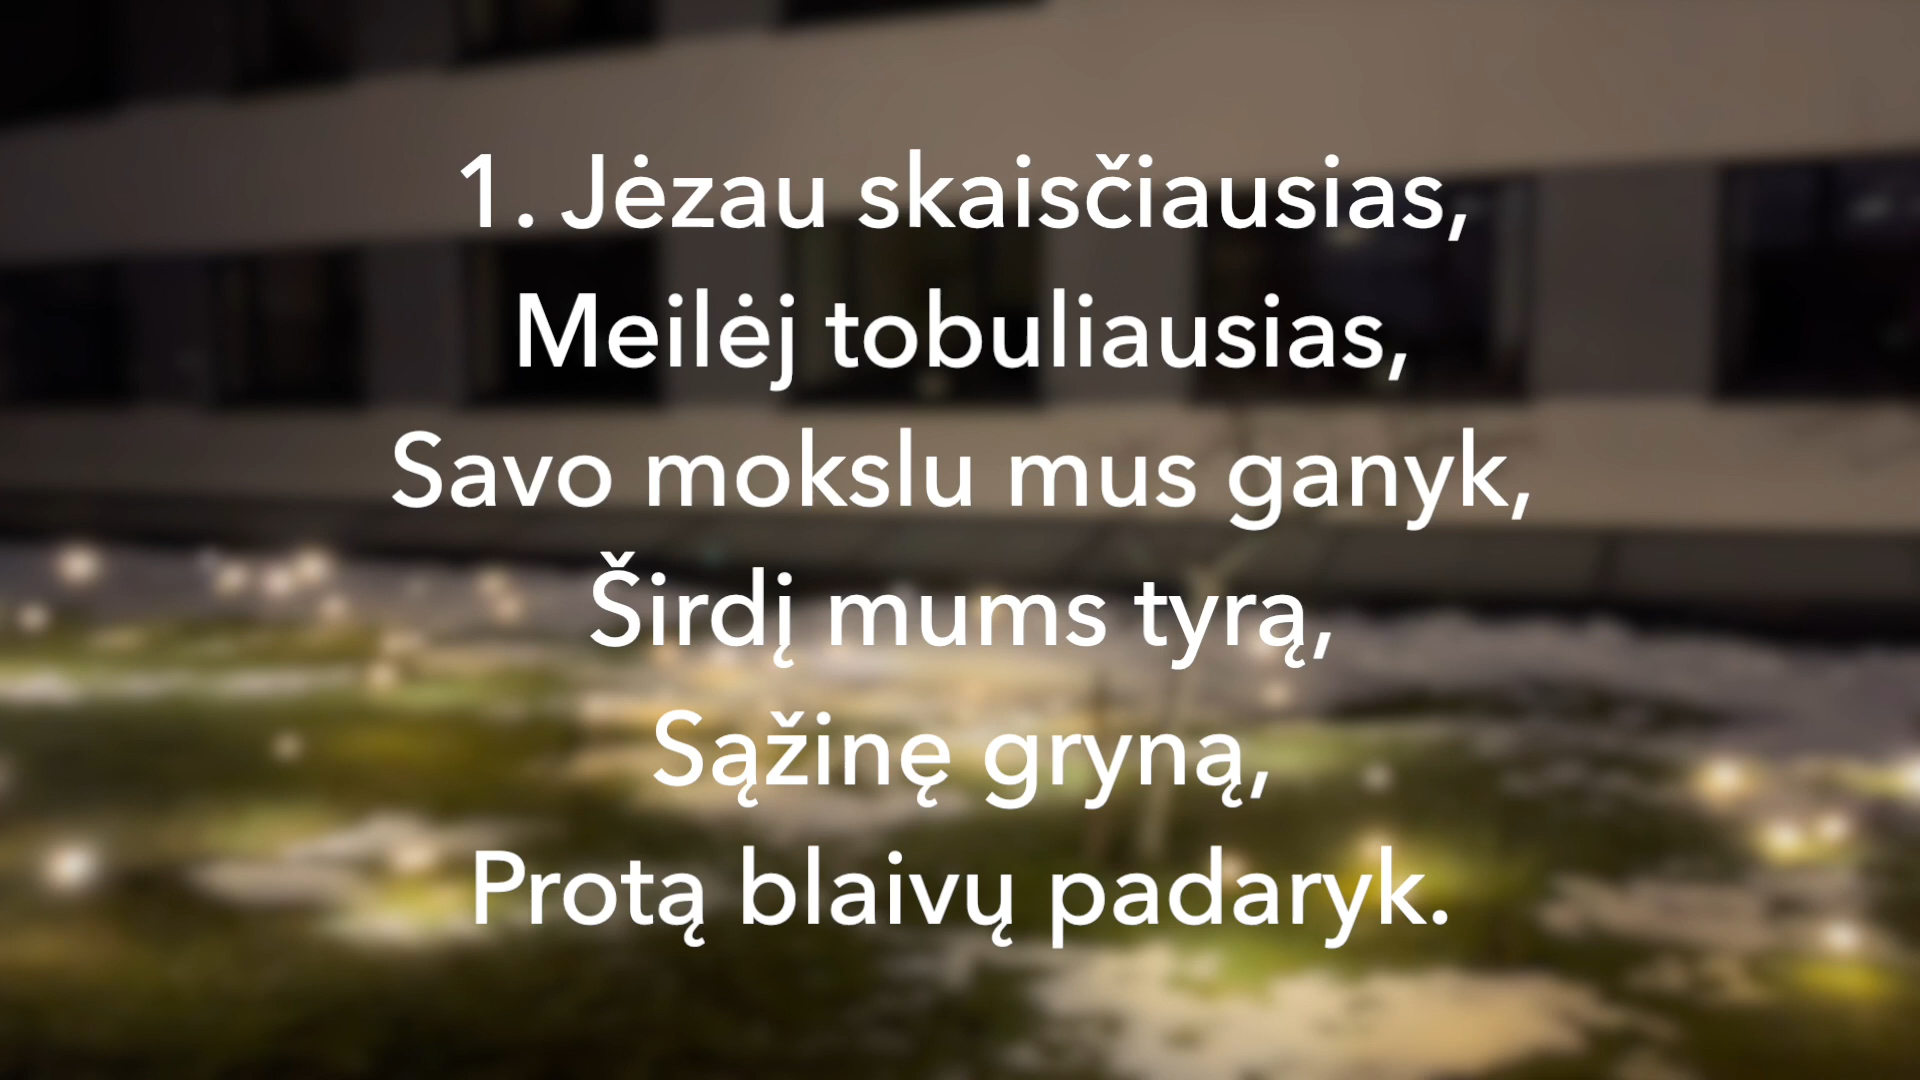 1. Jėzau skaisčiausias,
Meilėj tobuliausias,
Savo mokslu mus ganyk,
Širdį mums tyrą,
Sąžinę gryną,
Protą blaivų padaryk.